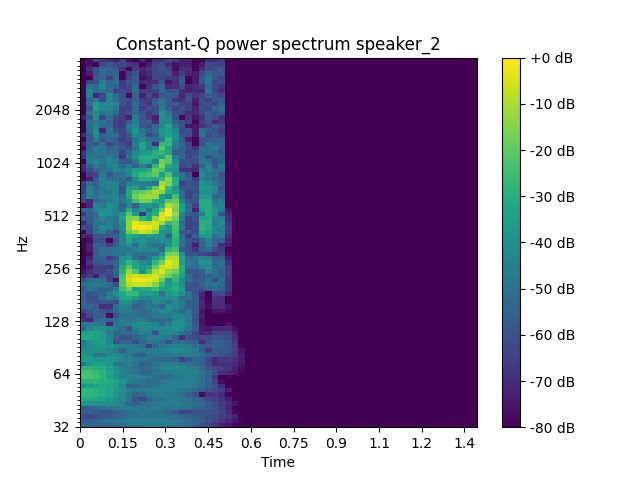 Constant-Q power spectrum speaker_2
+0 dB
2048
-10 dB
1024
-20 dB
512
-30 dB
Hz
-40 dB
256
-50 dB
128
-60 dB
64
-70 dB
32
-80 dB
0 0.15 0.3 0.45 0.6 0.75 0.9 1.1 1.2 1.4
Time